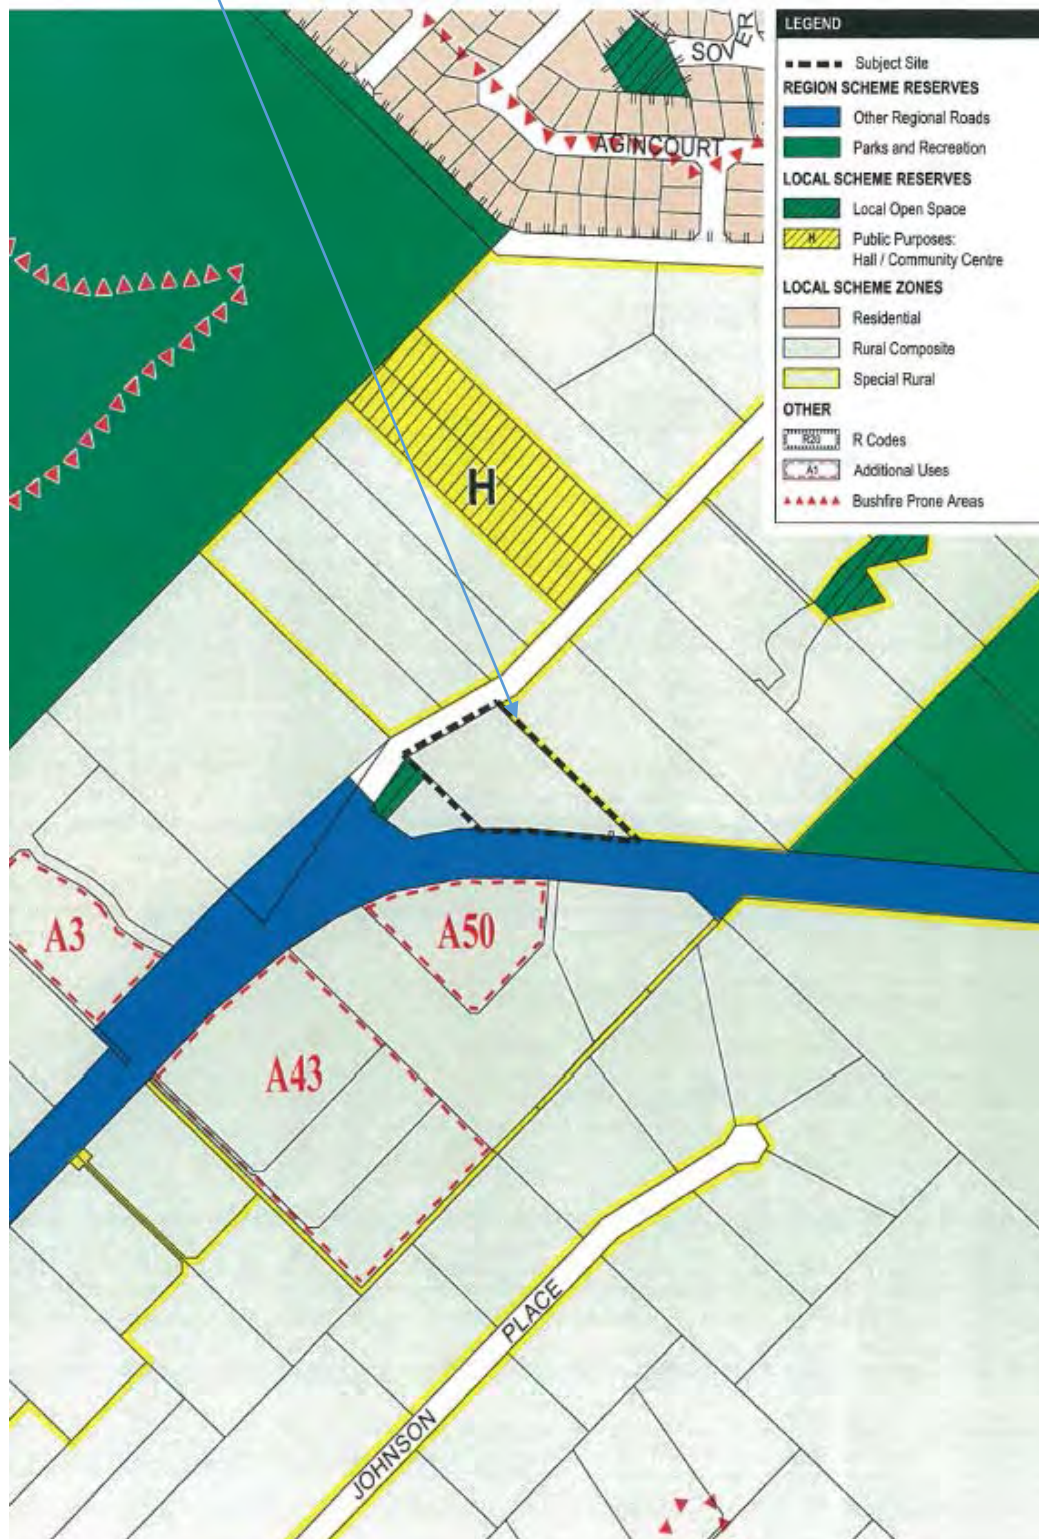 LEGEND
Subject Site
REGION SCHEME RESERVES
Other Regional Roads
Parks and Recreation
LOCAL SCHEME RESERVES
Local Open Space
H Public Purposes:
Hall / Community Centre
LOCAL SCHEME ZONES
Residential
Rural Composite
Special Rural
OTHER
R20 R Codes
A1 Additional Uses
Bushfire Prone Areas
SOVER
AGINCOURT
H
A3
A50
A43
JOHNSON PLACE